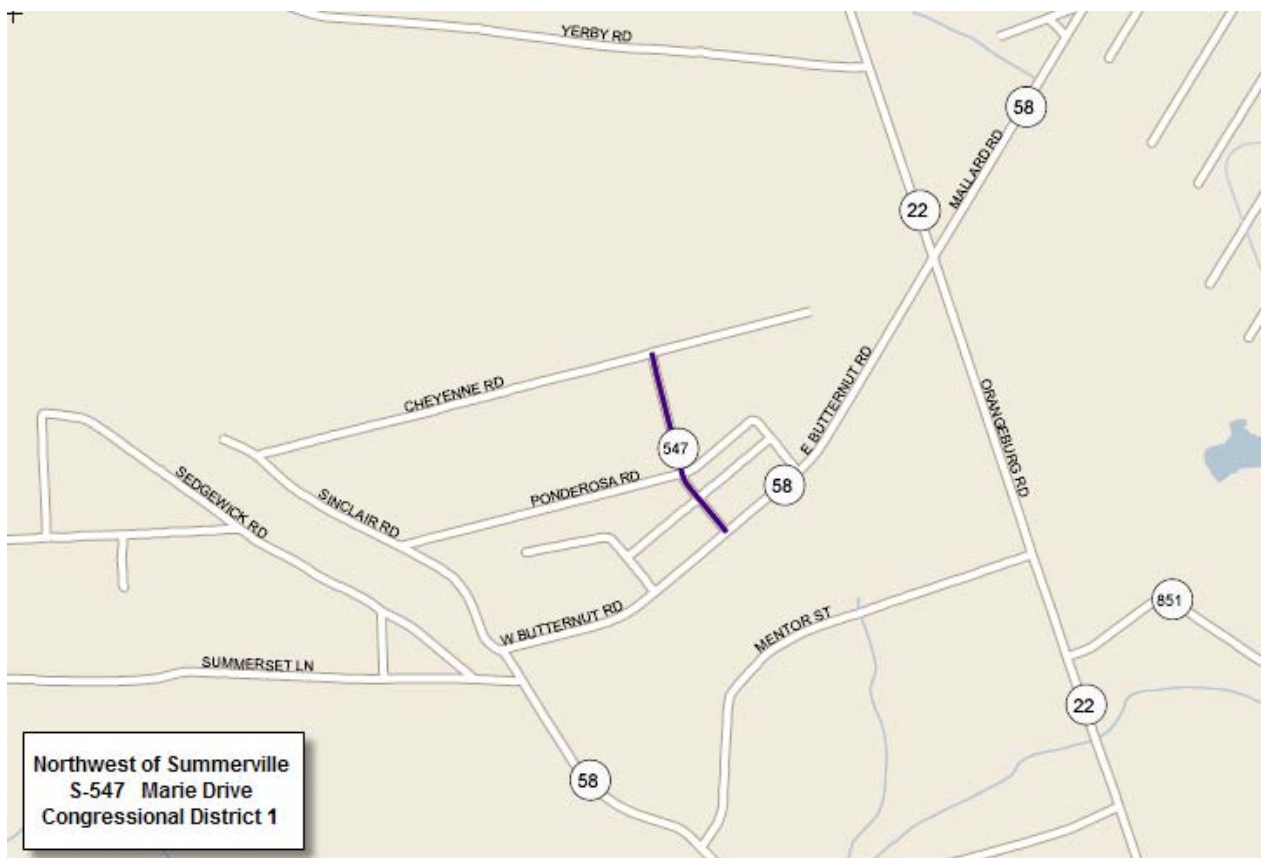 YERBY RD
58
MALLARD RD
22
CHEYENNE RD
E BUTTERNUT RD
ORANGEBURG RD
547
PONDEROSA RD
58
SEDGEWICK RD
SINCLAIR RD
W BUTTERNUT RD
MENTOR ST
851
SUMMERSET LN
22
58
Northwest of Summerville
S-547 Marie Drive
Congressional District 1